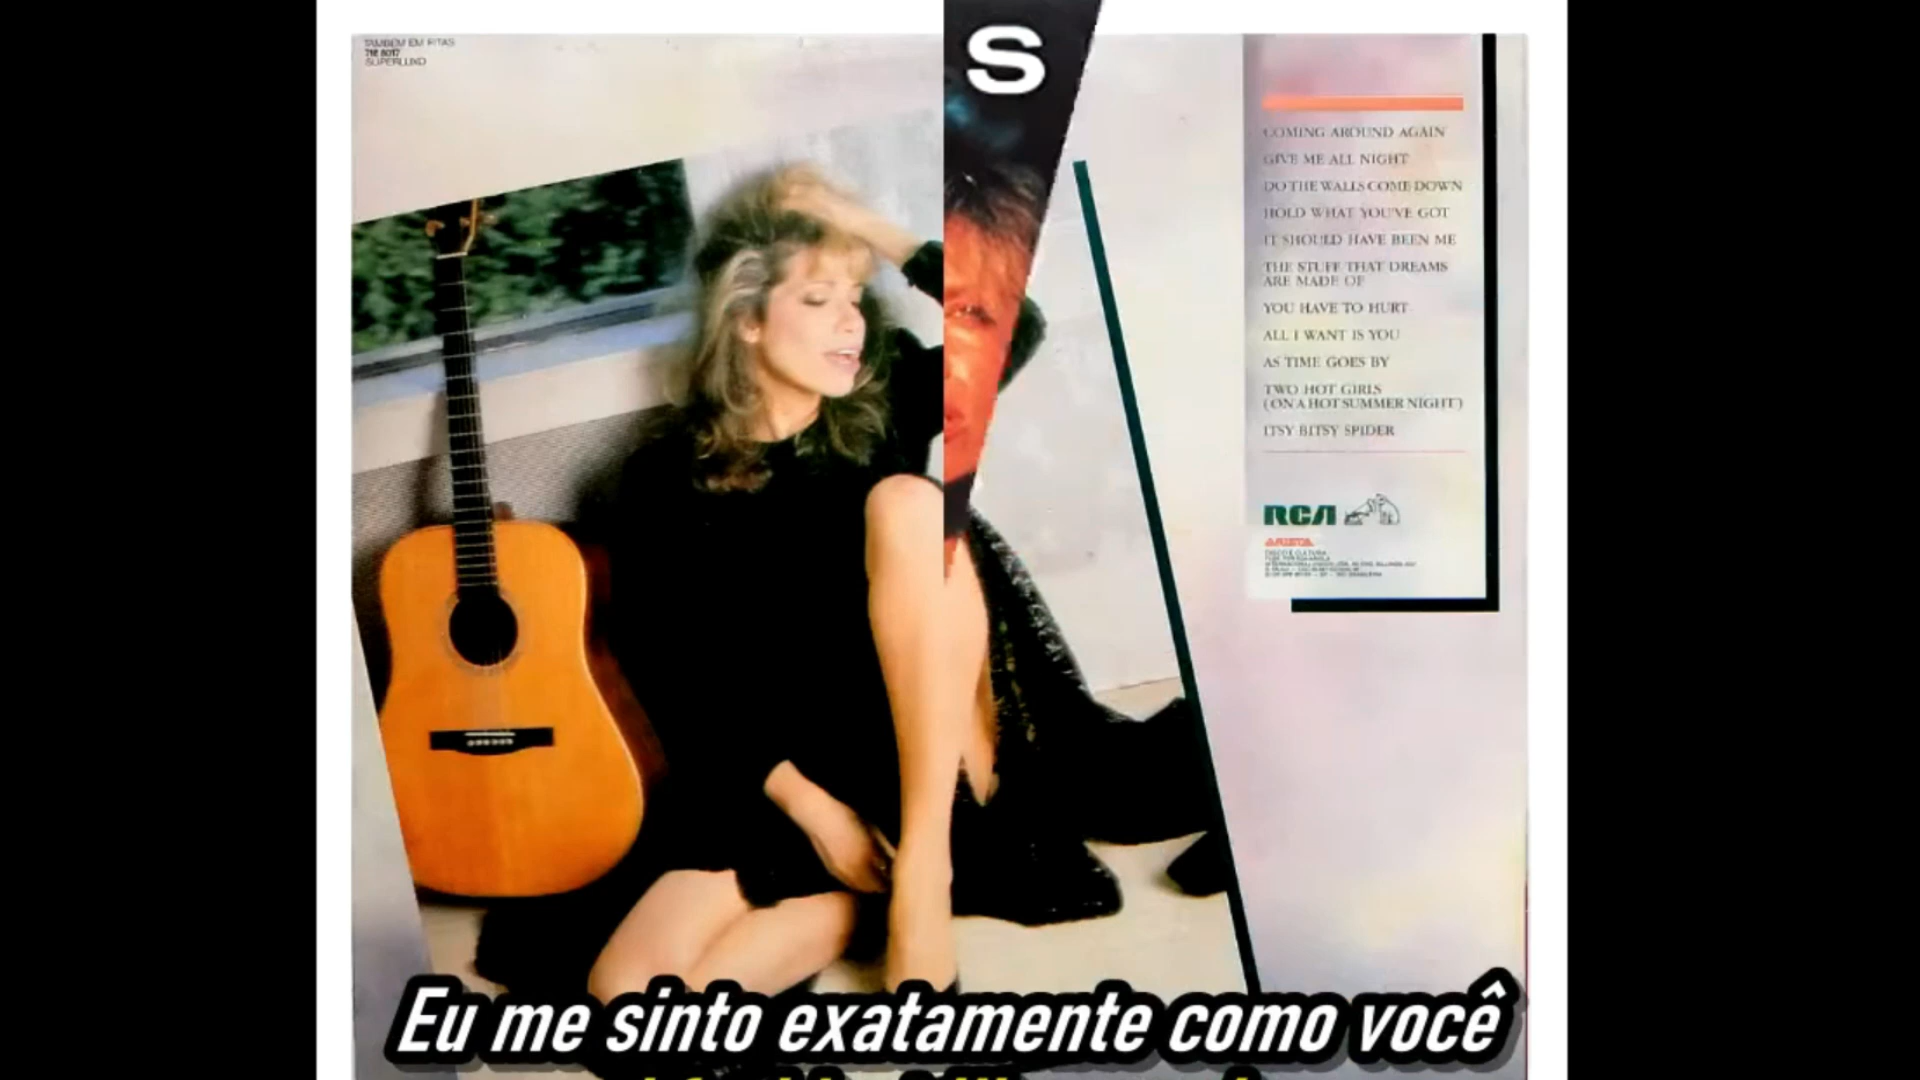 TAMBEM EM FITAS
SUPERLUXO
S
COMING AROUND AGAIN
GIVE ME ALL NIGHT
DO THE WALLS COME DOWN
HOLD WHAT YOU'VE GOT
IT SHOULD HAVE BEEN ME
THE STUFF THAT DREAMS
ARE MADE OF
YOU HAVE TO HURT
ALL I WANT IS YOU
AS TIME GOES BY
TWO HOT GIRLS
(ON A HOT SUMMER NIGHT)
ITSY BITSY SPIDER
RCA
ARISTA
DISCO É CULTURA
Eu me sinto exatamente como você